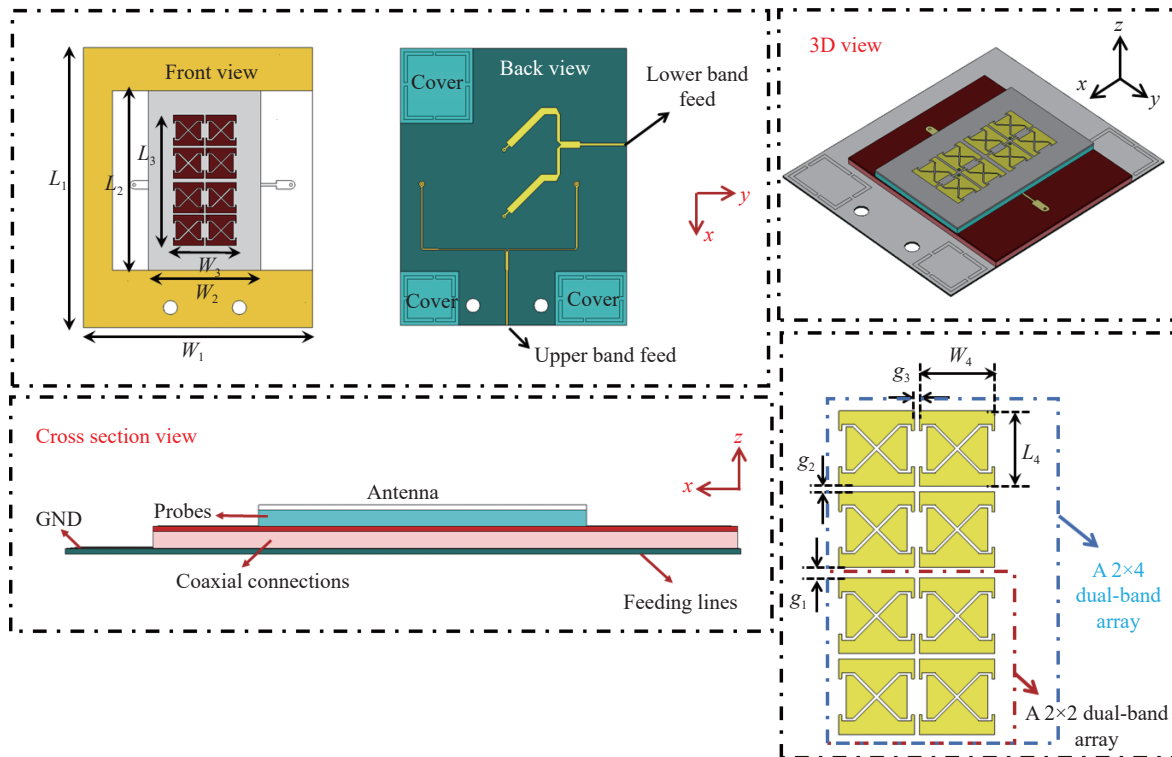 Front view
L1
L2
L3
W3
W2
W1
Back view
Cover
Cover
Cover
Lower band
feed
Upper band feed
y
x
3D view
z
x
y
Cross section view
z
x
Antenna
Probes
GND
Coaxial connections
Feeding lines
W4
g3
L4
g2
g1
A 2×4
dual-band
array
A 2×2 dual-band
array